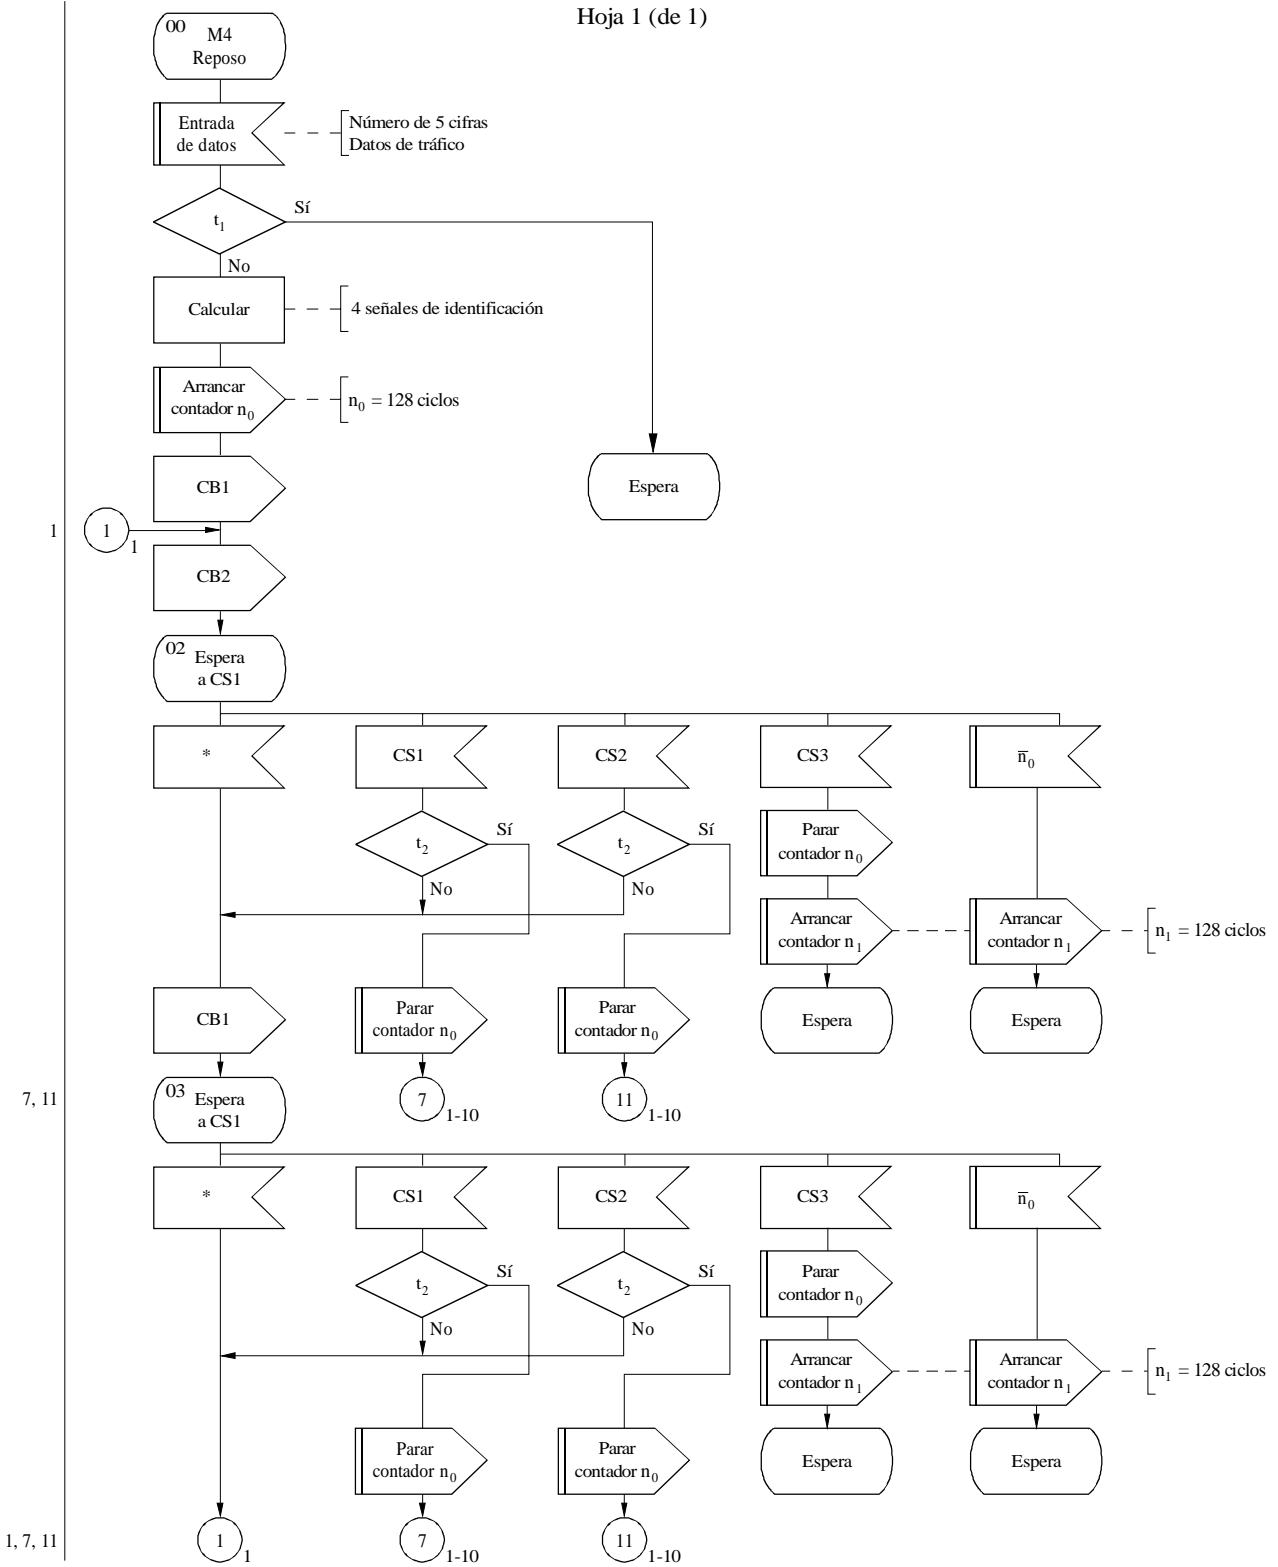 Hoja 1 (de 1)
00
M4
Reposo
Entrada
de datos
Número de 5 cifras
Datos de tráfico
t1
Sí
No
Calcular
4 señales de identificación
Arrancar
contador n0
n0 = 128 ciclos
CB1
Espera
1
1
1
CB2
02
Espera
a CS1
*
CS1
CS2
CS3
n̅0
t2
Sí
t2
Sí
Parar
contador n0
No
No
Arrancar
contador n1
Arrancar
contador n1
n1 = 128 ciclos
CB1
Parar
contador n0
Parar
contador n0
Espera
Espera
7, 11
03
Espera
a CS1
7
1-10
11
1-10
*
CS1
CS2
CS3
n̅0
t2
Sí
t2
Sí
Parar
contador n0
No
No
Arrancar
contador n1
Arrancar
contador n1
n1 = 128 ciclos
Parar
contador n0
Parar
contador n0
Espera
Espera
1, 7, 11
1
1
7
1-10
11
1-10